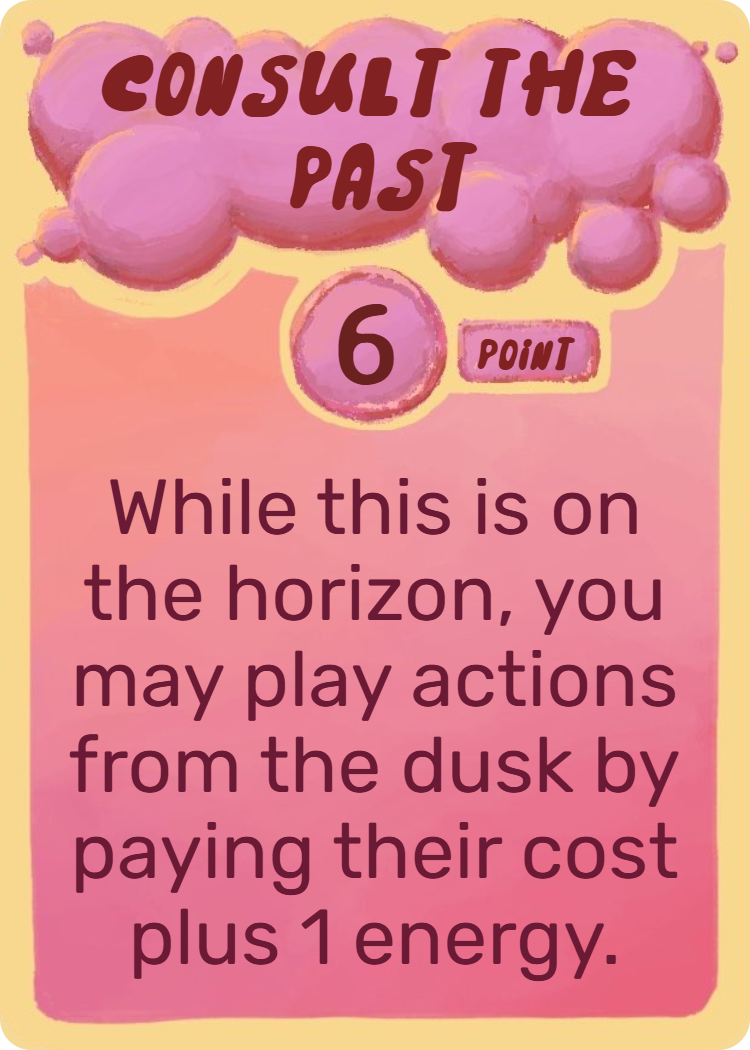 CONSULT THE
PAST
6
POINT
While this is on
the horizon, you
may play actions
from the dusk by
paying their cost
plus 1 energy.